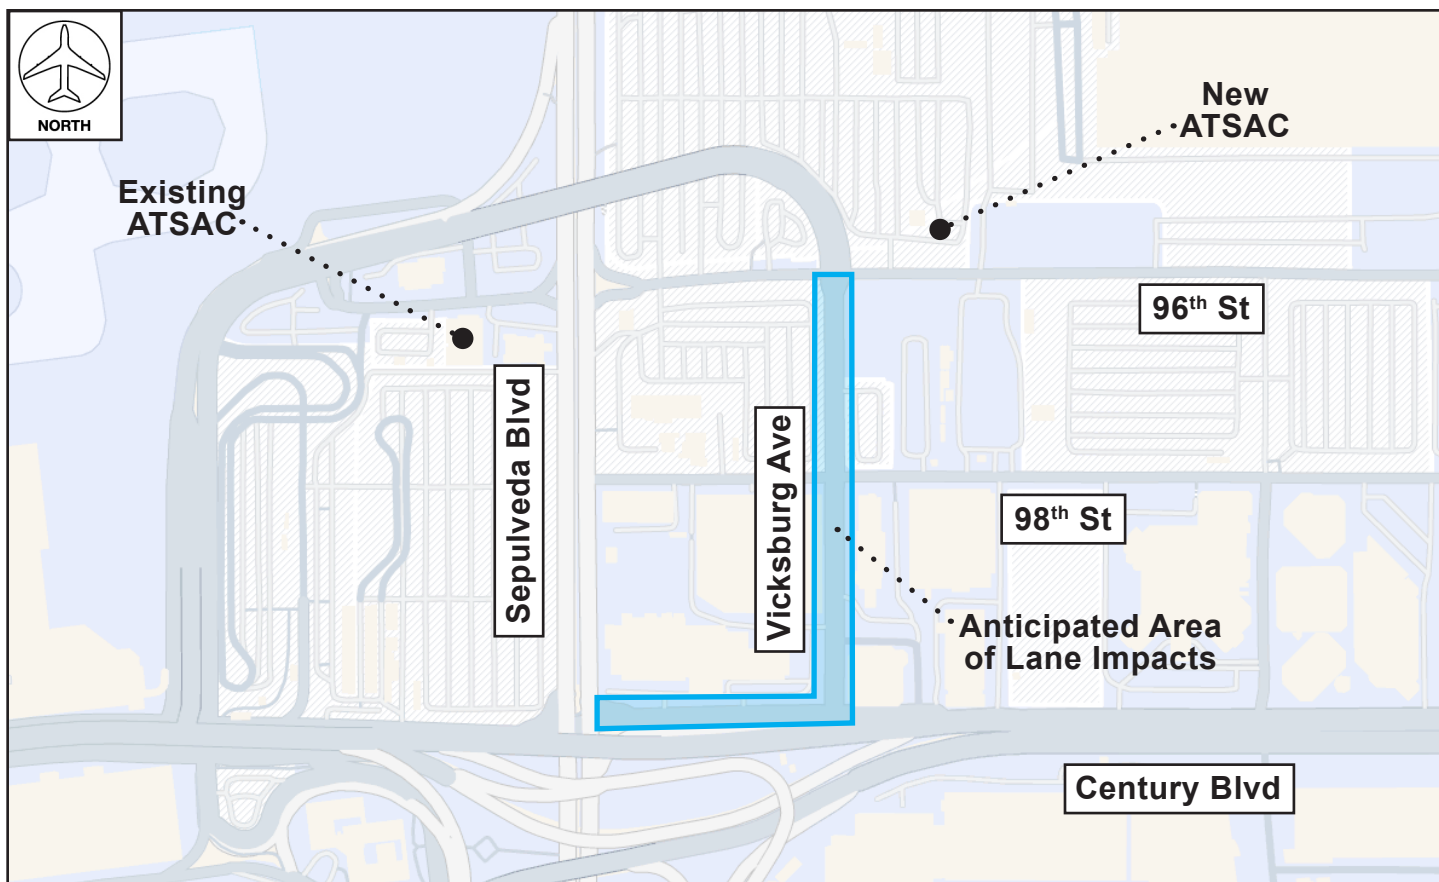 NORTH
New
ATSAC
Existing
ATSAC
96th St
Sepulveda Blvd
Vicksburg Ave
98th St
Anticipated Area
of Lane Impacts
Century Blvd